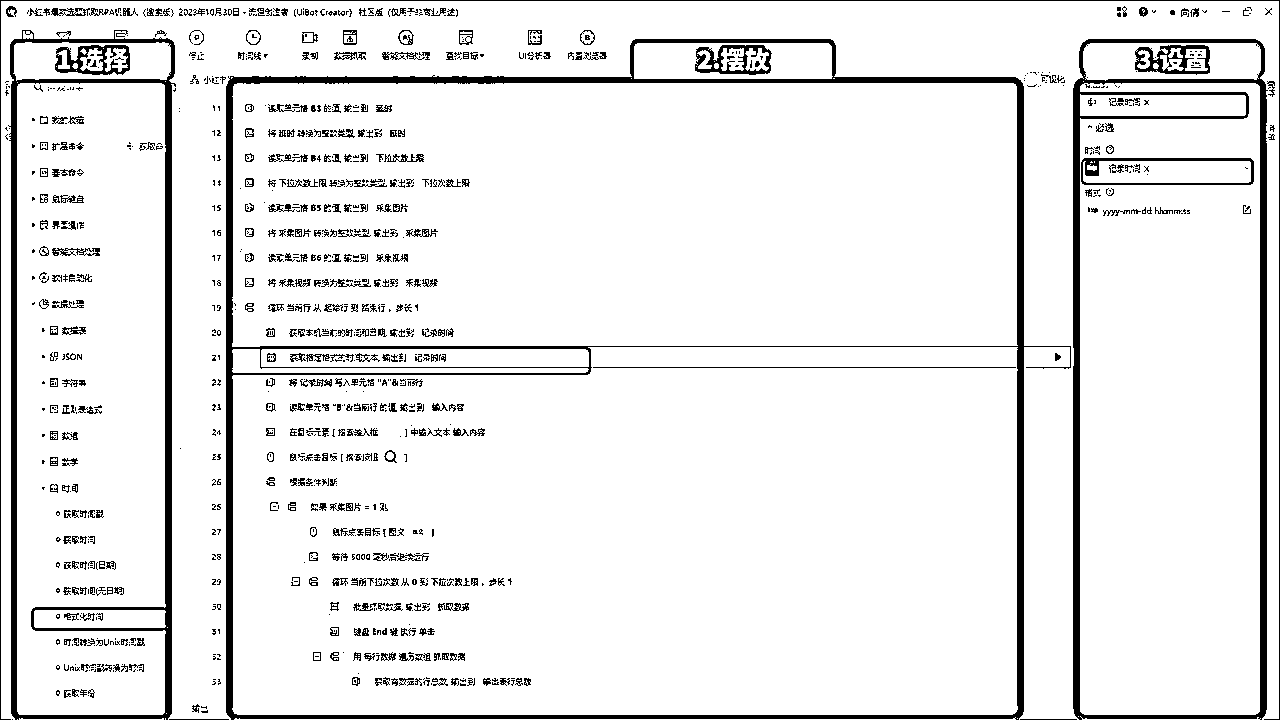 小红书爆款选题抓取RPA机器人（搜索版）2023年10月30日 - 流程创造者（UiBot Creator）社区版（仅用于非商业用途）
停止
时间线
录制
数据抓取
智能文档处理
查找目标
UI分析器
内置浏览器
1.选择
2.摆放
3.设置
小红书
可视化
我的收藏
扩展命令
基本命令
鼠标键盘
界面操作
智能文档处理
软件自动化
数据处理
数据表
JSON
字符串
正则表达式
数组
数学
时间
获取时间戳
获取时间
获取时间(日期)
获取时间(无日期)
格式化时间
时间转换为Unix时间戳
Unix时间戳转换为时间
获取年份
11 读取单元格 B3 的值, 输出到 延时
12 将 延时 转换为整数类型, 输出到 延时
13 读取单元格 B4 的值, 输出到 下拉次数上限
14 将 下拉次数上限 转换为整数类型, 输出到 下拉次数上限
15 读取单元格 B5 的值, 输出到 采集图片
16 将 采集图片 转换为整数类型, 输出到 采集图片
17 读取单元格 B6 的值, 输出到 采集视频
18 将 采集视频 转换为整数类型, 输出到 采集视频
19 循环 当前行 从 起始行 到 结束行 ，步长 1
20 获取本机当前的时间和日期, 输出到 记录时间
21 获取指定格式的时间文本, 输出到 记录时间
22 将 记录时间 写入单元格 "A"&当前行
23 读取单元格 "B"&当前行 的值, 输出到 输入内容
24 在目标元素 [ 搜索输入框 ] 中输入文本 输入内容
25 鼠标点击目标 [ 搜索按钮 ]
26 根据条件判断
如果 采集图片 = 1 则
27 鼠标点击目标 [ 图文 ]
28 等待 5000 毫秒后继续运行
29 循环 当前下拉次数 从 0 到 下拉次数上限 ，步长 1
30 批量抓取数据, 输出到 抓取数据
31 键盘 End 键 执行 单击
32 用 每行数据 遍历数组 抓取数据
33 获取有数据的行总数, 输出到 输出表行总数
输出
记录时间
必选
时间
记录时间
格式
yyyy-mm-dd hh:mm:ss